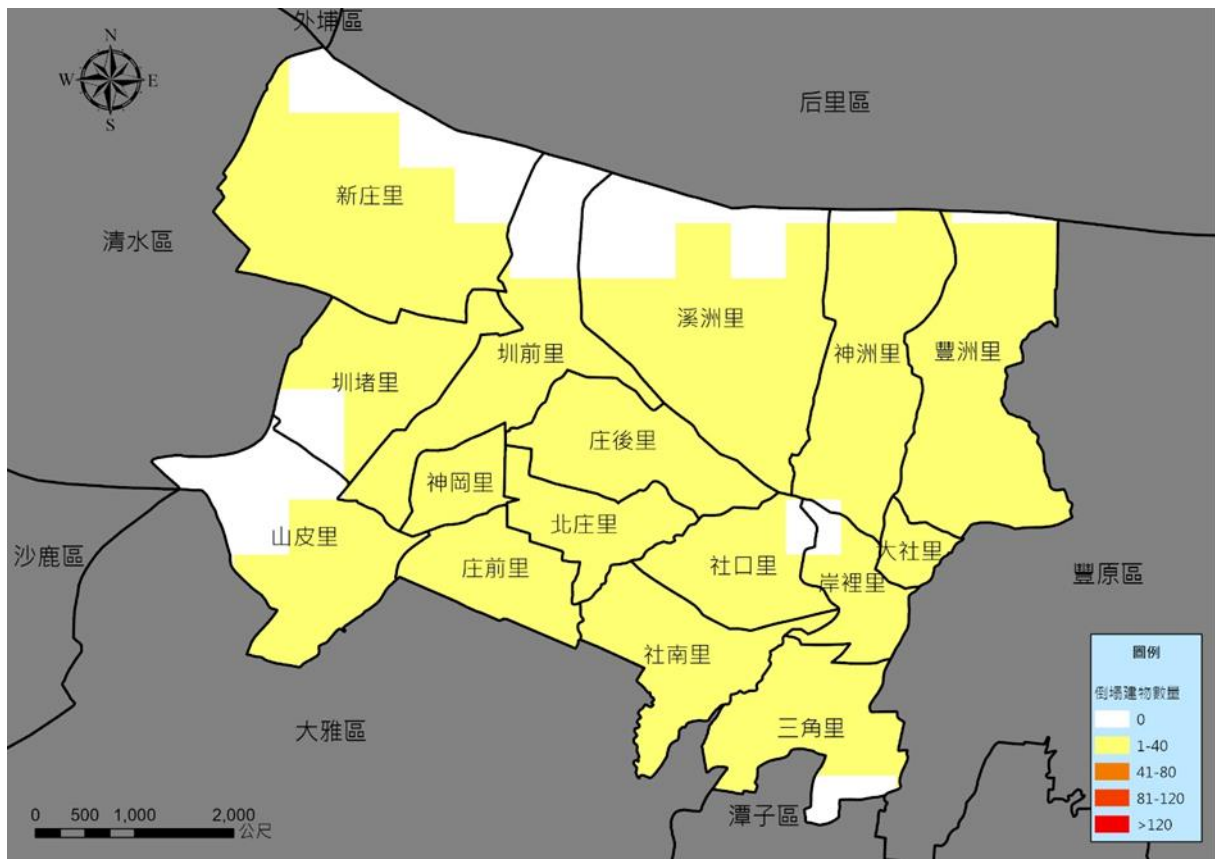 外埔區
N
W E
S
后里區
新庄里
清水區
溪洲里
圳前里
神洲里
豐洲里
圳堵里
庄後里
神岡里
北庄里
山皮里
大社里
沙鹿區
庄前里
社口里
岸裡里
豐原區
社南里
三角里
大雅區
潭子區
圖例
倒塌建物數量
0
1-40
41-80
81-120
>120
0 500 1,000 2,000
公尺